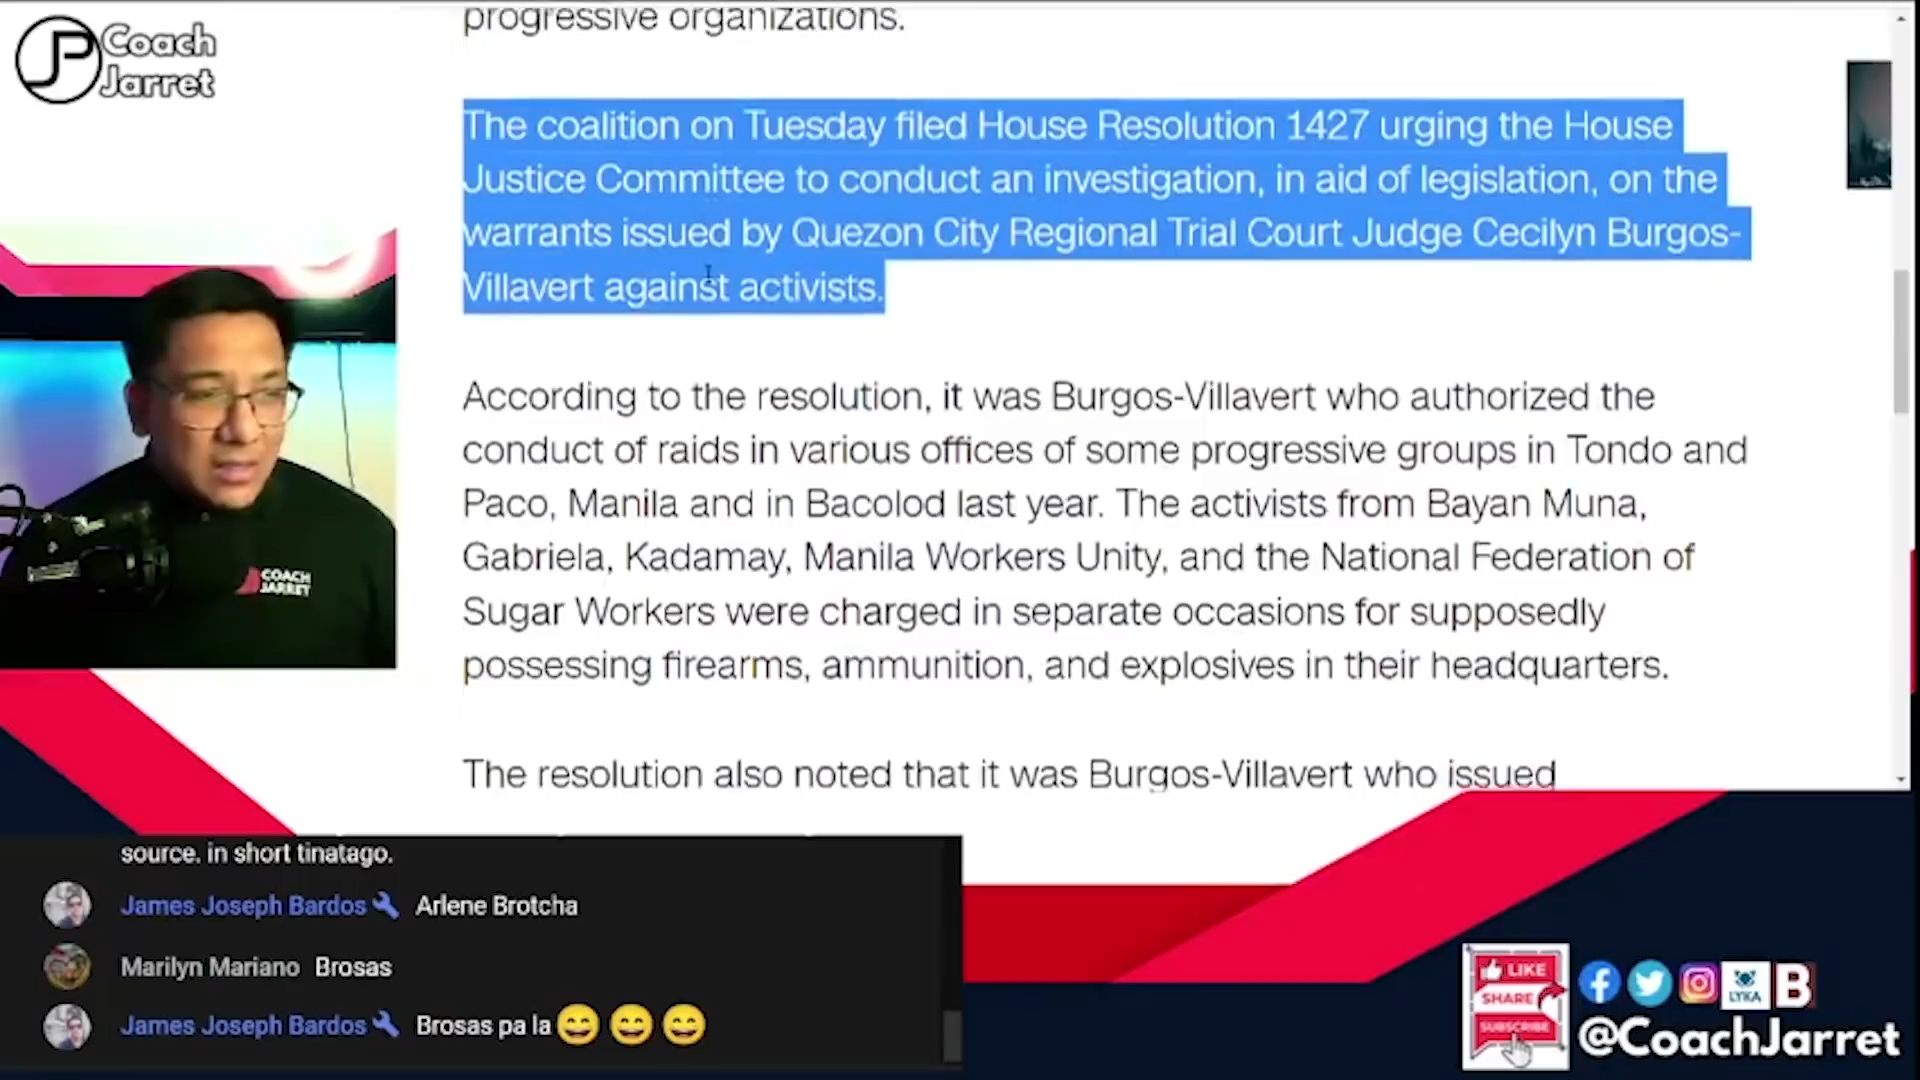 Coach
Jarret
progressive organizations.
The coalition on Tuesday filed House Resolution 1427 urging the House
Justice Committee to conduct an investigation, in aid of legislation, on the
warrants issued by Quezon City Regional Trial Court Judge Cecilyn Burgos-
Villavert against activists.
According to the resolution, it was Burgos-Villavert who authorized the
conduct of raids in various offices of some progressive groups in Tondo and
Paco, Manila and in Bacolod last year. The activists from Bayan Muna,
Gabriela, Kadamay, Manila Workers Unity, and the National Federation of
Sugar Workers were charged in separate occasions for supposedly
possessing firearms, ammunition, and explosives in their headquarters.
The resolution also noted that it was Burgos-Villavert who issued
COACH
JARRET
source. in short tinatago.
James Joseph Bardos Arlene Brotcha
Marilyn Mariano Brosas
James Joseph Bardos Brosas pa la😄 😄 😄
LIKE
SHARE
SUBSCRIBE
LYKA
B
@CoachJarret